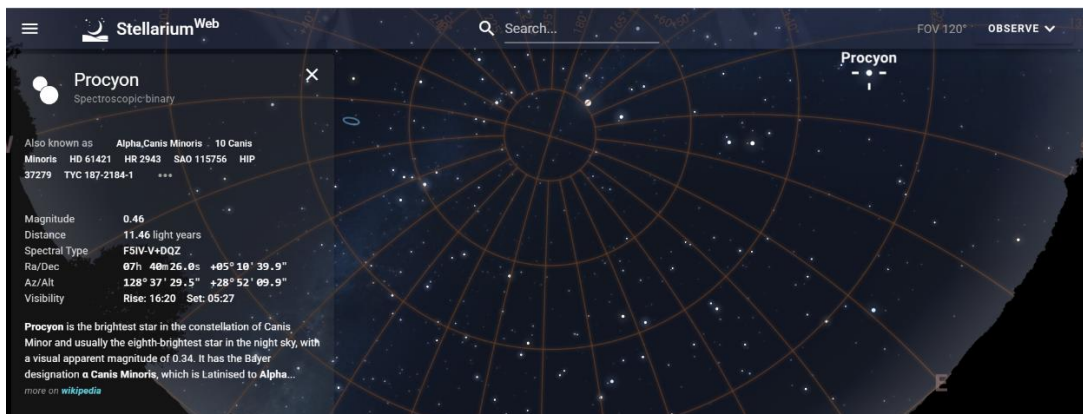 Stellarium Web Search... FOV 120° OBSERVE
Procyon
Spectroscopic binary
Also known as Alpha,Canis Minoris 10 Canis
Minoris HD 61421 HR 2943 SAO 115756 HIP
37279 TYC 187-2184-1 •••
Magnitude 0.46
Distance 11.46 light years
Spectral Type F5IV-V+DQZ
Ra/Dec 07h 40m26.0s +05°10'39.9"
Az/Alt 128°37'29.5" +28°52'09.9"
Visibility Rise: 16:20 Set: 05:27
Procyon is the brightest star in the constellation of Canis
Minor and usually the eighth-brightest star in the night sky, with
a visual apparent magnitude of 0.34. It has the Bayer
designation α Canis Minoris, which is Latinised to Alpha...
more on wikipedia
Procyon
E